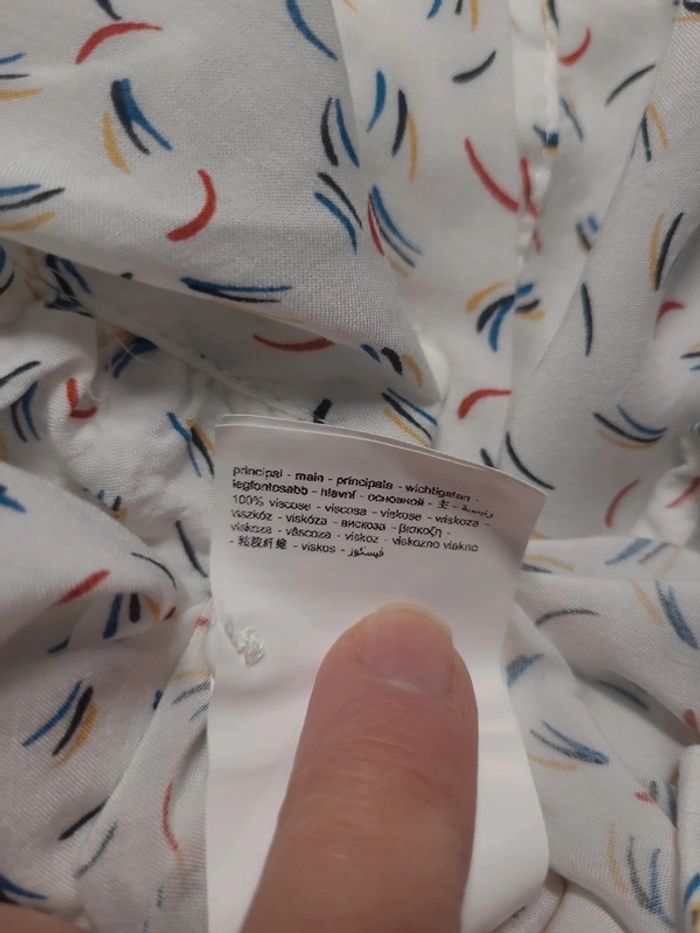 principal - main - principala - wichtigsten -
legfontosabb - hlavní - основной - 主 - رئيسية -
100% viscose - viscosa - viskose - wiskoza -
viszkóz - viskóza - вискоза - βισκόζη -
viskoza - vâscoza - viskoz - viskozno vlakno
- 粘胶纤维 - viskos - فيسكوز